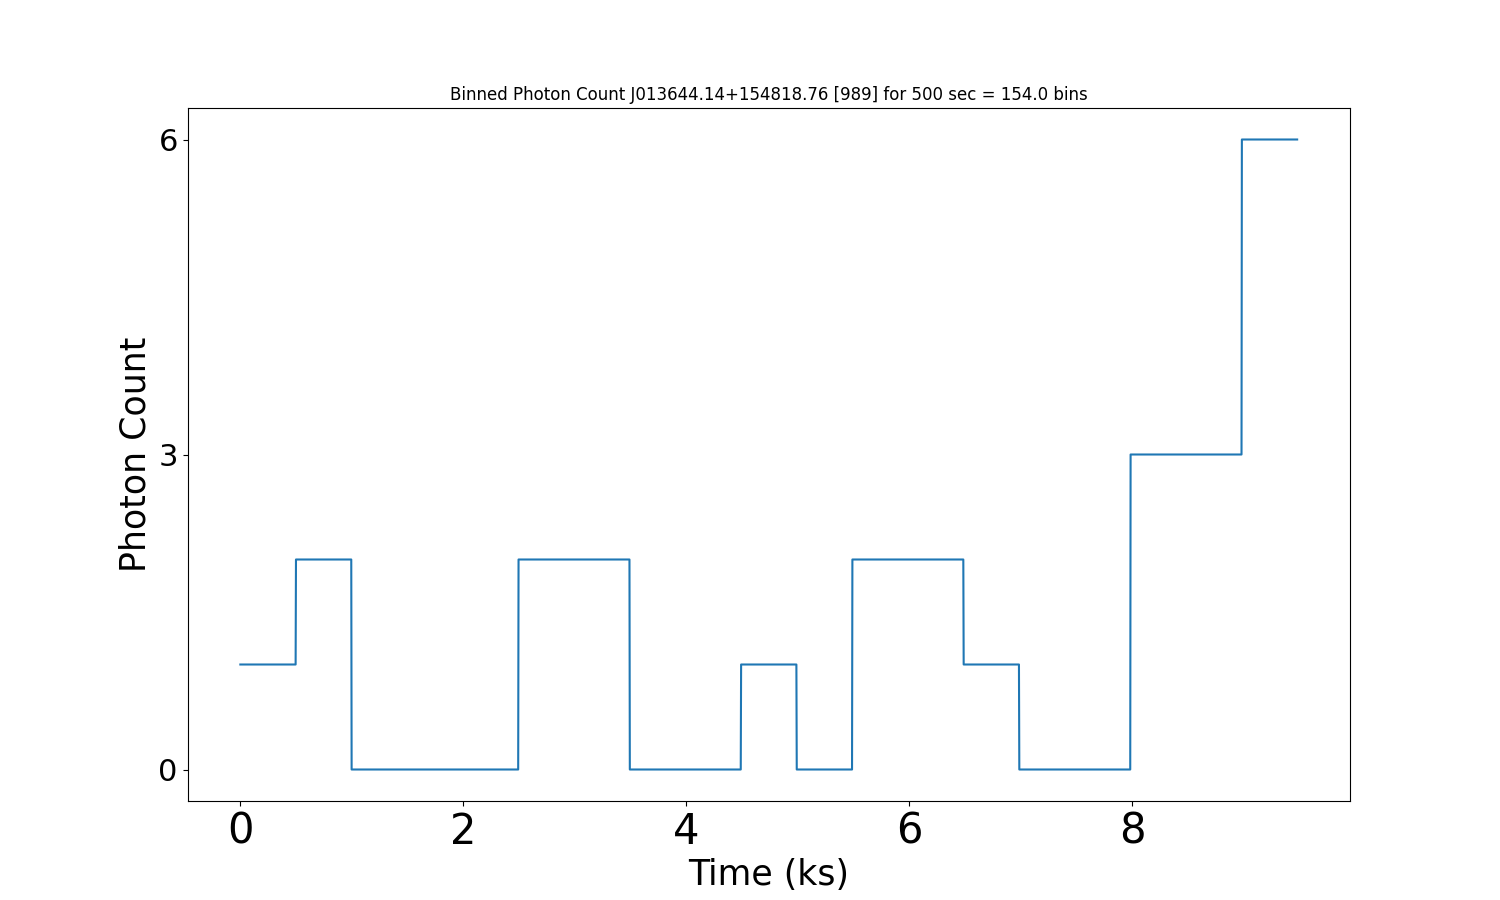 Binned Photon Count J013644.14+154818.76 [989] for 500 sec = 154.0 bins
6
3
0
Photon Count
0 2 4 6 8
Time (ks)